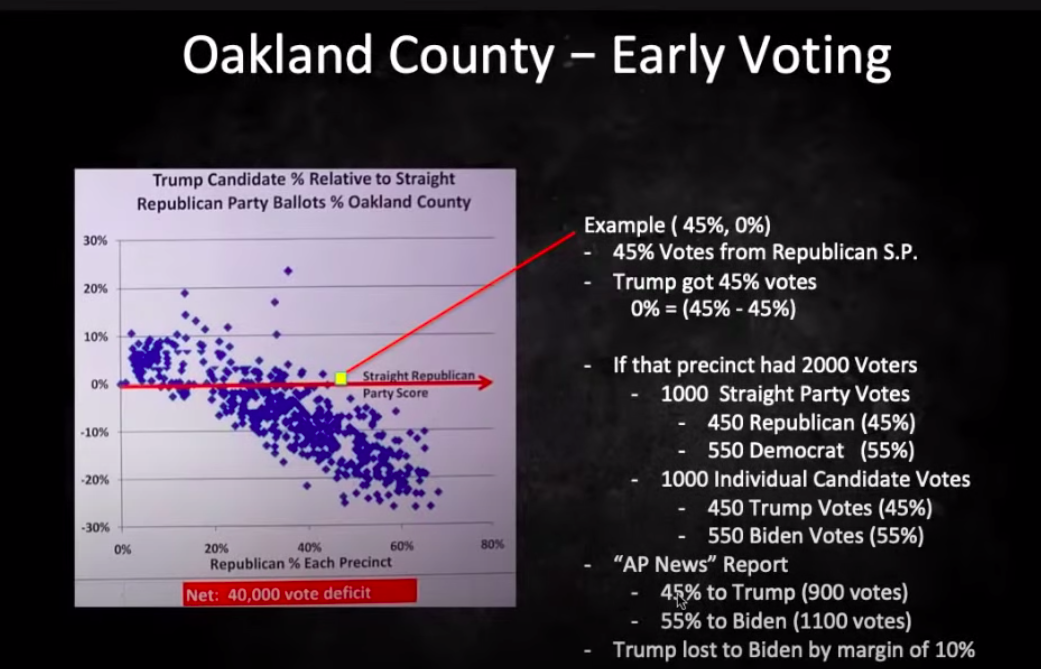 Oakland County – Early Voting
Trump Candidate % Relative to Straight
Republican Party Ballots % Oakland County
30%
20%
10%
0%
-10%
-20%
-30%
Straight Republican
Party Score
0%
20%
40%
60%
80%
Republican % Each Precinct
Net: 40,000 vote deficit
Example ( 45%, 0%)
- 45% Votes from Republican S.P.
- Trump got 45% votes
0% = (45% - 45%)
- If that precinct had 2000 Voters
- 1000 Straight Party Votes
- 450 Republican (45%)
- 550 Democrat (55%)
- 1000 Individual Candidate Votes
- 450 Trump Votes (45%)
- 550 Biden Votes (55%)
- “AP News” Report
- 45% to Trump (900 votes)
- 55% to Biden (1100 votes)
- Trump lost to Biden by margin of 10%